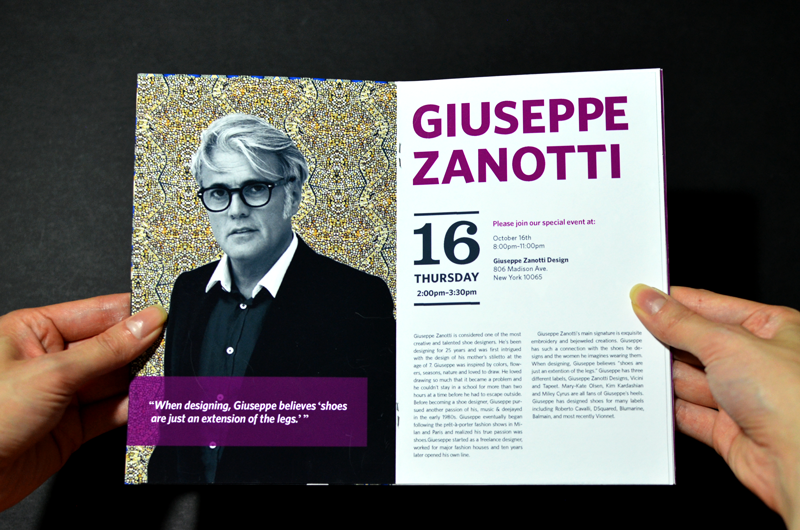 “When designing, Giuseppe believes ‘shoes
are just an extension of the legs.’ ”
GIUSEPPE
ZANOTTI
16
THURSDAY
2:00pm–3:30pm
Please join our special event at:
October 16th
8:00pm–11:00pm
Giuseppe Zanotti Design
806 Madison Ave.
New York 10065
Giuseppe Zanotti is considered one of the most
creative and talented shoe designers. He's been
designing for 25 years and was first intrigued
with the design of his mother's stiletto at the
age of 7. Giuseppe was inspired by colors, flow-
ers, seasons, nature and loved to draw. He loved
drawing so much that it became a problem and
he couldn't stay in a school for more than two
hours at a time before he had to escape outside.
Before becoming a shoe designer, Giuseppe pur-
sued another passion of his, music & deejayed
in the early 1980s. Giuseppe eventually began
following the prêt-à-porter fashion shows in Mi-
lan and Paris and realized his true passion was
shoes.Giuseppe started as a freelance designer,
worked for major fashion houses and ten years
later opened his own line.
Giuseppe Zanotti's main signature is exquisite
embroidery and bejeweled creations. Giuseppe
has such a connection with the shoes he de-
signs and the women he imagines wearing them.
When designing, Giuseppe believes "shoes are
just an extension of the legs." Giuseppe has three
different labels, Giuseppe Zanotti Designs, Vicini
and Tapeet. Mary-Kate Olsen, Kim Kardashian
and Miley Cyrus are all fans of Giuseppe's heels.
Giuseppe has designed shoes for many labels
including Roberto Cavalli, DSquared, Blumarine,
Balmain, and most recently Vionnet.